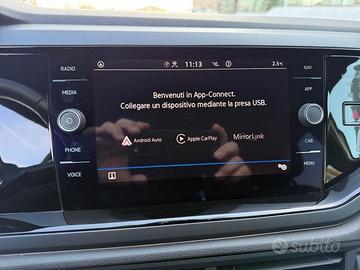 RADIO
MEDIA
PHONE
VOICE
11:13
2.5°C
Benvenuti in App-Connect.
Collegare un dispositivo mediante la presa USB.
Android Auto
Apple CarPlay
MirrorLink
NAV
APP
CAR
MENU
subito